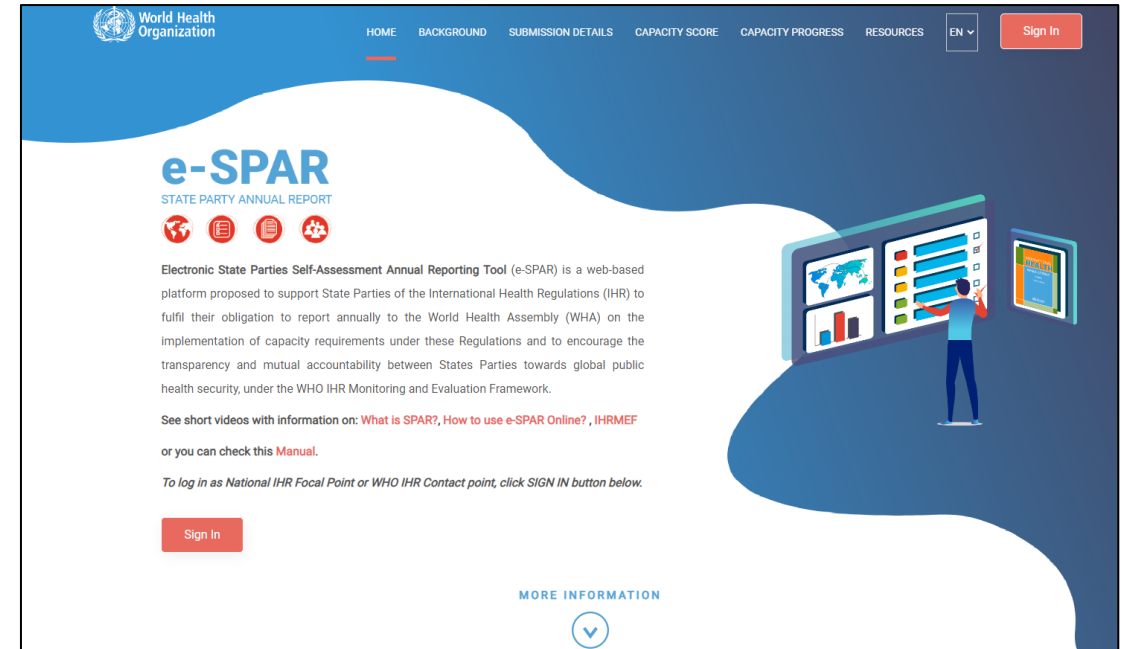 World Health
Organization
HOME
BACKGROUND
SUBMISSION DETAILS
CAPACITY SCORE
CAPACITY PROGRESS
RESOURCES
EN
Sign In
e-SPAR
STATE PARTY ANNUAL REPORT
Electronic State Parties Self-Assessment Annual Reporting Tool (e-SPAR) is a web-based
platform proposed to support State Parties of the International Health Regulations (IHR) to
fulfil their obligation to report annually to the World Health Assembly (WHA) on the
implementation of capacity requirements under these Regulations and to encourage the
transparency and mutual accountability between States Parties towards global public
health security, under the WHO IHR Monitoring and Evaluation Framework.
See short videos with information on: What is SPAR?, How to use e-SPAR Online? , IHRMEF
or you can check this Manual.
To log in as National IHR Focal Point or WHO IHR Contact point, click SIGN IN button below.
Sign In
MORE INFORMATION
HEALTH